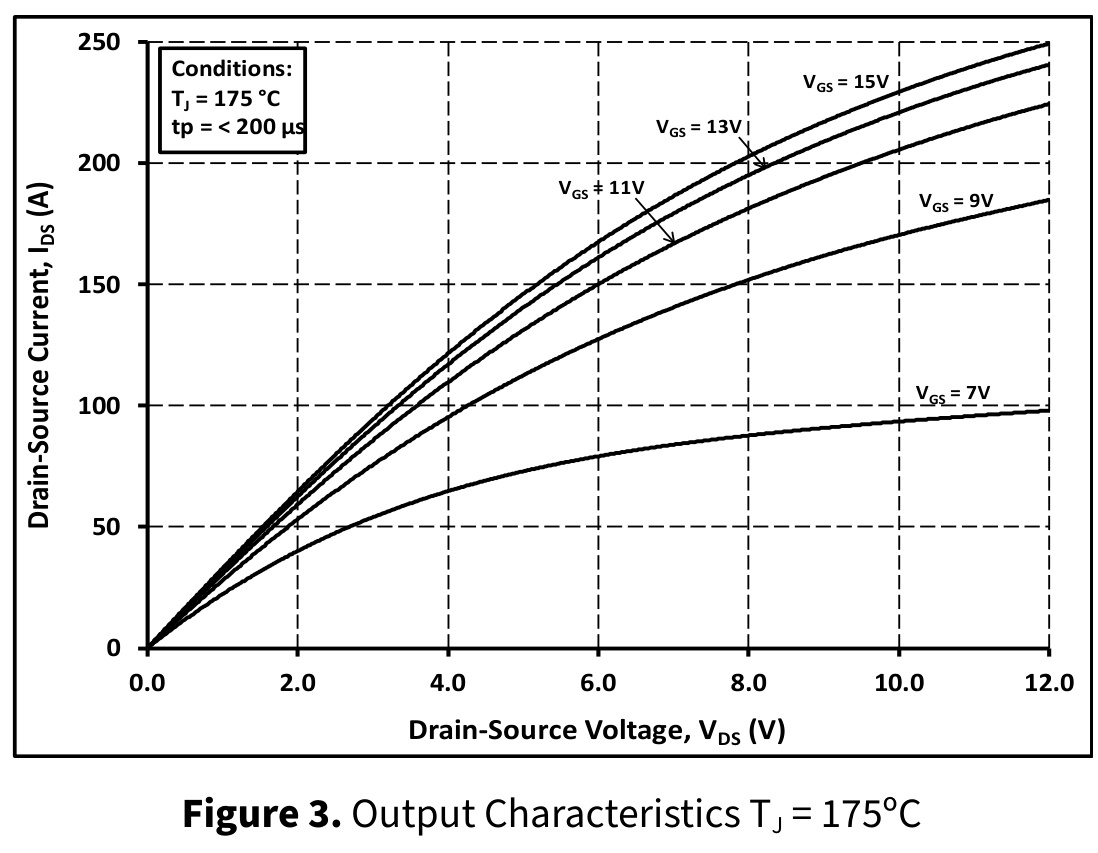 250
200
150
100
50
0
Drain-Source Current, IDS (A)
Conditions:
TJ = 175 °C
tp = < 200 µs
VGS = 15V
VGS = 13V
VGS = 11V
VGS = 9V
VGS = 7V
0.0 2.0 4.0 6.0 8.0 10.0 12.0
Drain-Source Voltage, VDS (V)
Figure 3. Output Characteristics TJ = 175ºC